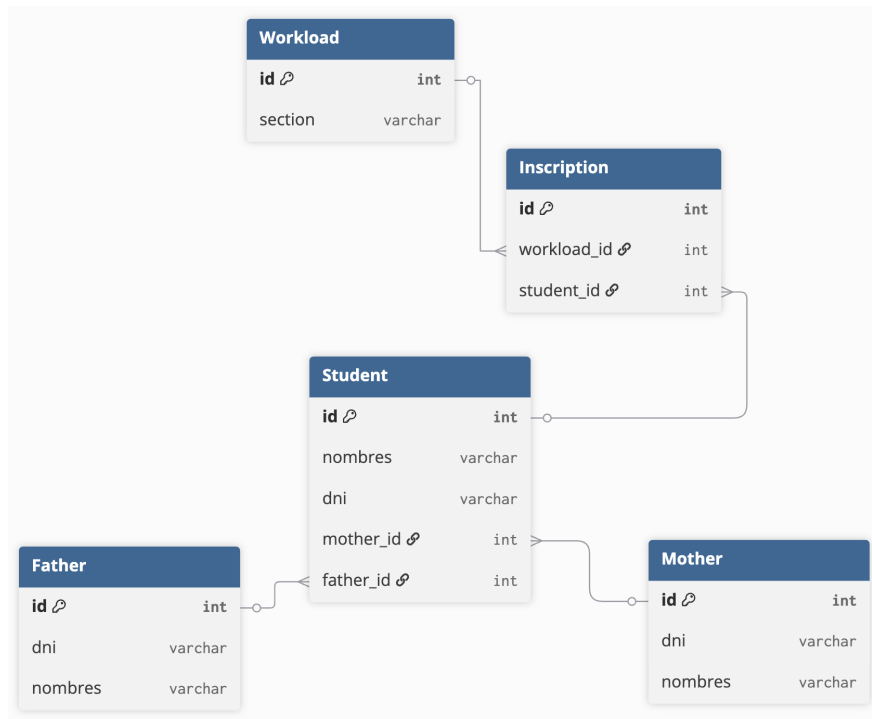 Workload
id int
section varchar
Inscription
id int
workload_id int
student_id int
Student
id int
nombres varchar
dni varchar
mother_id int
father_id int
Father
id int
dni varchar
nombres varchar
Mother
id int
dni varchar
nombres varchar